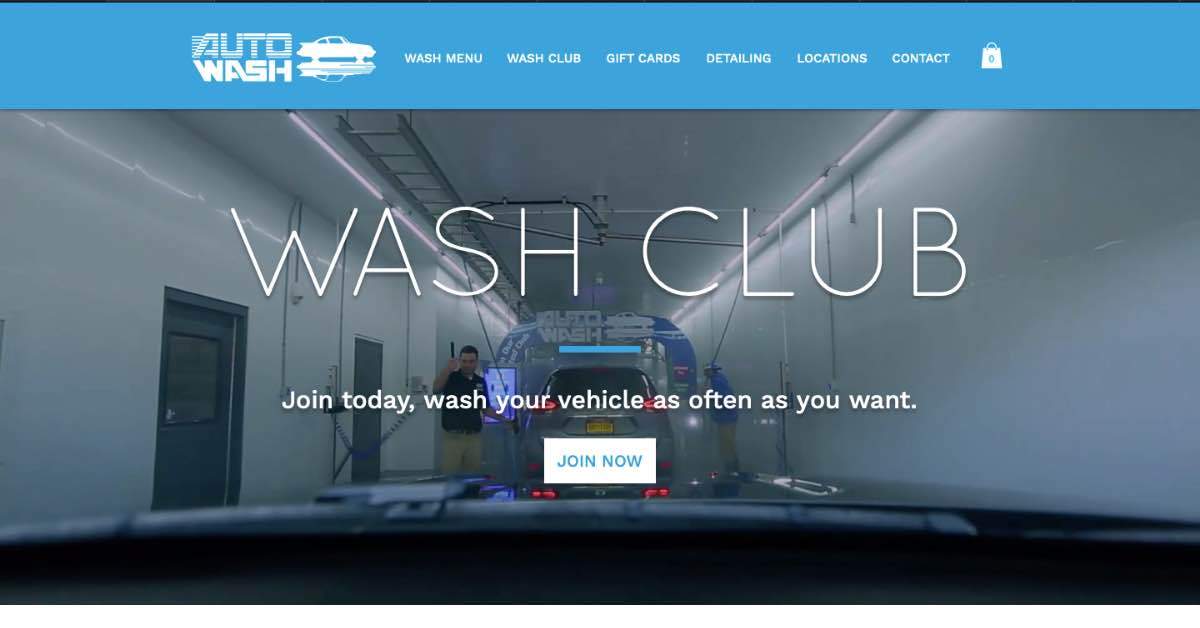 AUTO
WASH
WASH MENU
WASH CLUB
GIFT CARDS
DETAILING
LOCATIONS
CONTACT
0
WASH CLUB
AUTO
WASH
Join today, wash your vehicle as often as you want.
JOIN NOW